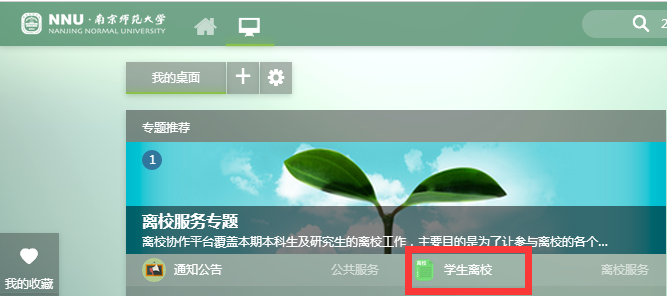 NNU·南京师范大学
NANJING NORMAL UNIVERSITY
2
我的桌面
专题推荐
1
离校服务专题
离校协作平台覆盖本期本科生及研究生的离校工作，主要目的是为了让参与离校的各个...
通知公告 公共服务 离校 学生离校 离校服务
我的收藏